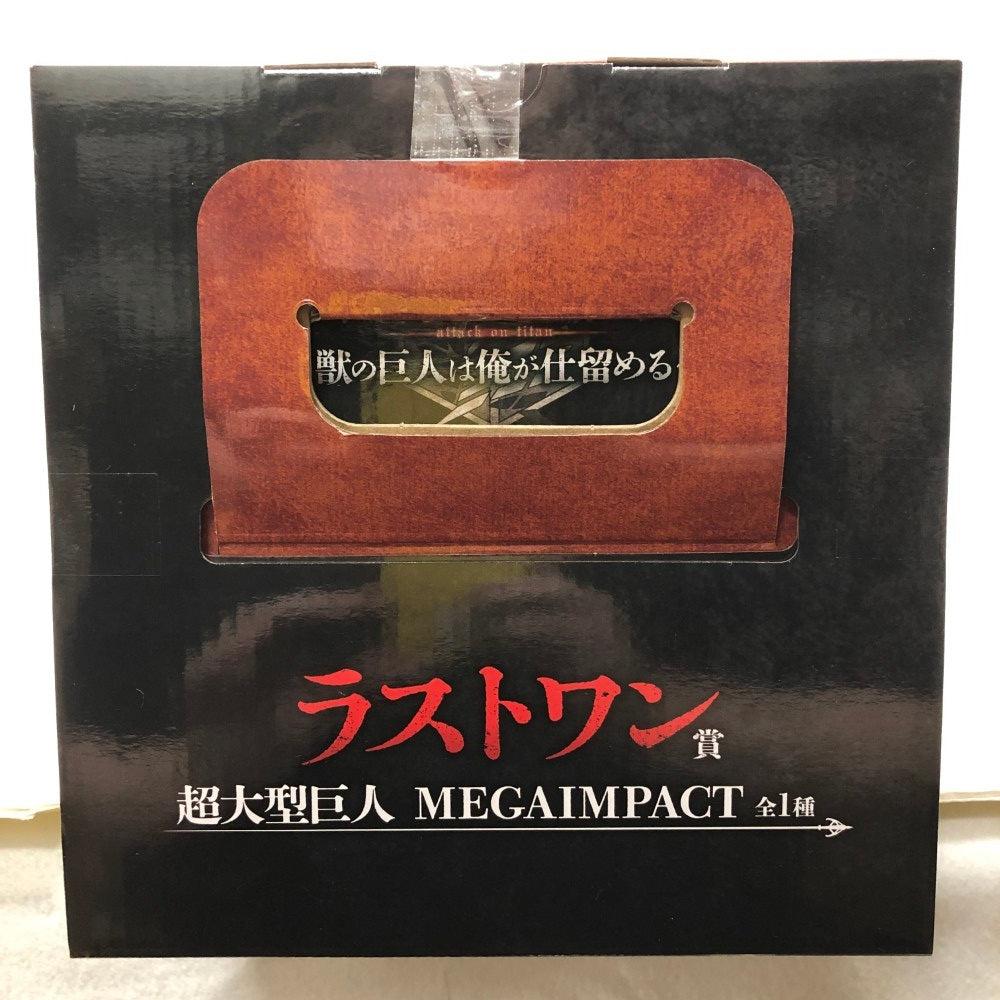 attack on titan
獣の巨人は俺が仕留める
ラストワン賞
超大型巨人 MEGAIMPACT 全1種